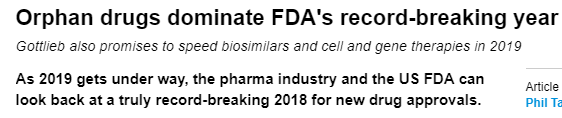 Orphan drugs dominate FDA's record-breaking year
Gottlieb also promises to speed biosimilars and cell and gene therapies in 2019
As 2019 gets under way, the pharma industry and the US FDA can
look back at a truly record-breaking 2018 for new drug approvals.
Article
Phil